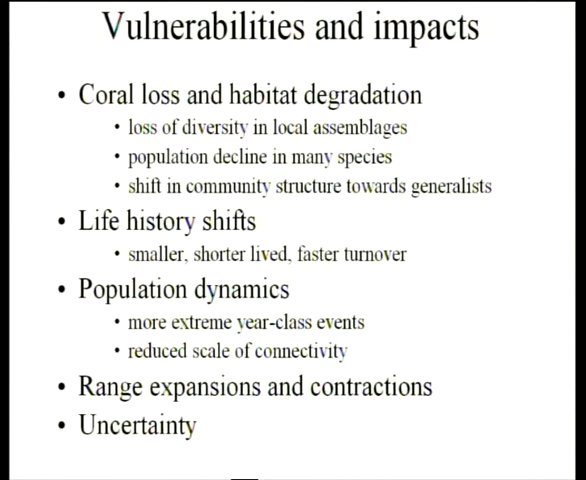 Vulnerabilities and impacts
• Coral loss and habitat degradation
• loss of diversity in local assemblages
• population decline in many species
• shift in community structure towards generalists
• Life history shifts
• smaller, shorter lived, faster turnover
• Population dynamics
• more extreme year-class events
• reduced scale of connectivity
• Range expansions and contractions
• Uncertainty